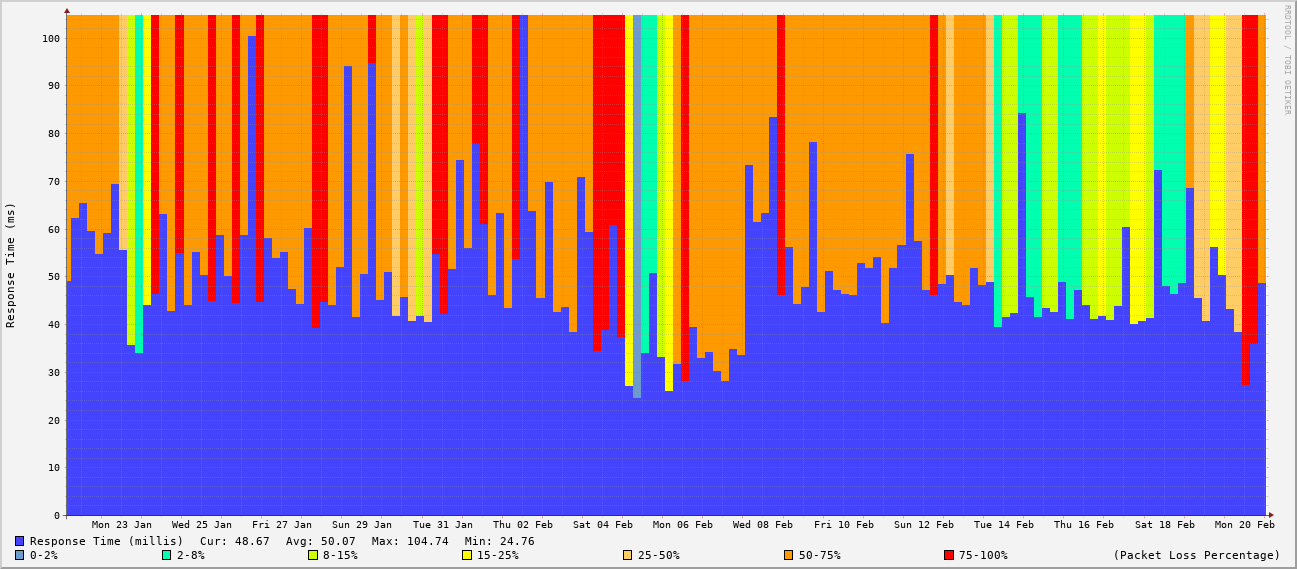 RRDTOOL / TOBI OETIKER
Response Time (ms)
100
90
80
70
60
50
40
30
20
10
0
Mon 23 Jan Wed 25 Jan Fri 27 Jan Sun 29 Jan Tue 31 Jan Thu 02 Feb Sat 04 Feb Mon 06 Feb Wed 08 Feb Fri 10 Feb Sun 12 Feb Tue 14 Feb Thu 16 Feb Sat 18 Feb Mon 20 Feb
Response Time (millis) Cur: 48.67 Avg: 50.07 Max: 104.74 Min: 24.76
0-2% 2-8% 8-15% 15-25% 25-50% 50-75% 75-100% (Packet Loss Percentage)